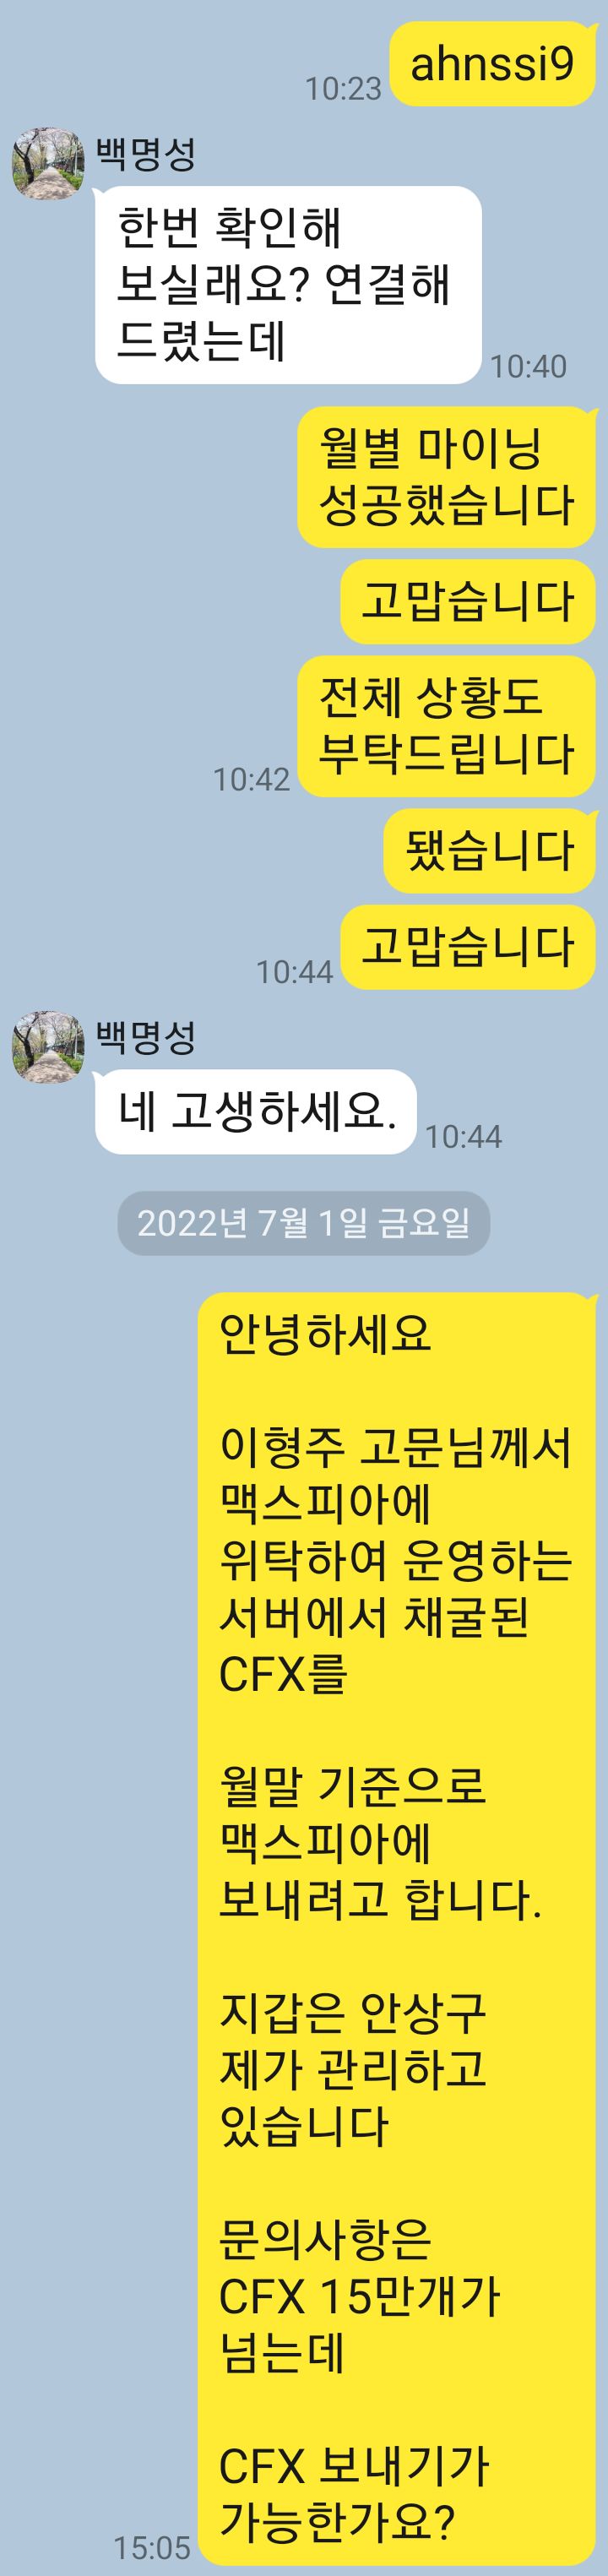 ahnssi9
10:23
백명성
한번 확인해
보실래요? 연결해
드렸는데
10:40
월별 마이닝
성공했습니다
고맙습니다
전체 상황도
부탁드립니다
10:42
됐습니다
고맙습니다
10:44
백명성
네 고생하세요.
10:44
2022년 7월 1일 금요일
안녕하세요
이형주 고문님께서
맥스피아에
위탁하여 운영하는
서버에서 채굴된
CFX를
월말 기준으로
맥스피아에
보내려고 합니다.
지갑은 안상구
제가 관리하고
있습니다
문의사항은
CFX 15만개가
넘는데
CFX 보내기가
가능한가요?
15:05